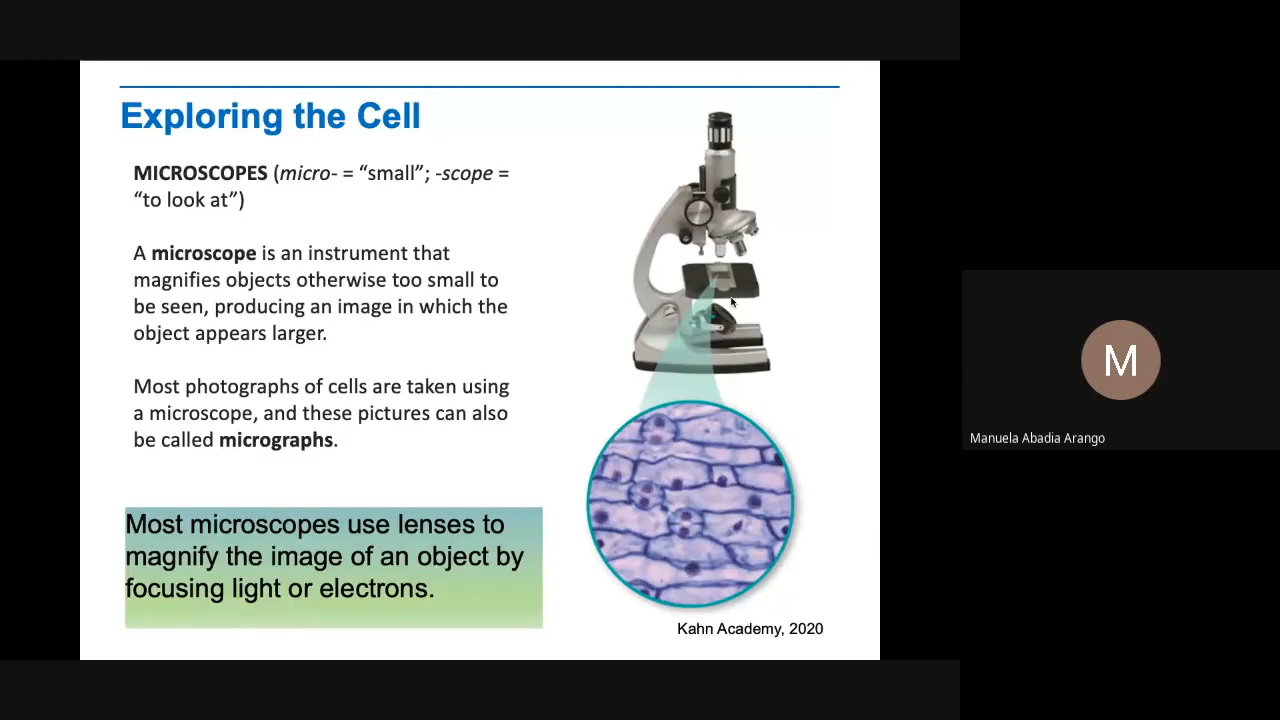 Exploring the Cell
MICROSCOPES (micro- = “small”; -scope =
“to look at”)
A microscope is an instrument that
magnifies objects otherwise too small to
be seen, producing an image in which the
object appears larger.
Most photographs of cells are taken using
a microscope, and these pictures can also
be called micrographs.
Most microscopes use lenses to
magnify the image of an object by
focusing light or electrons.
Kahn Academy, 2020
M
Manuela Abadia Arango